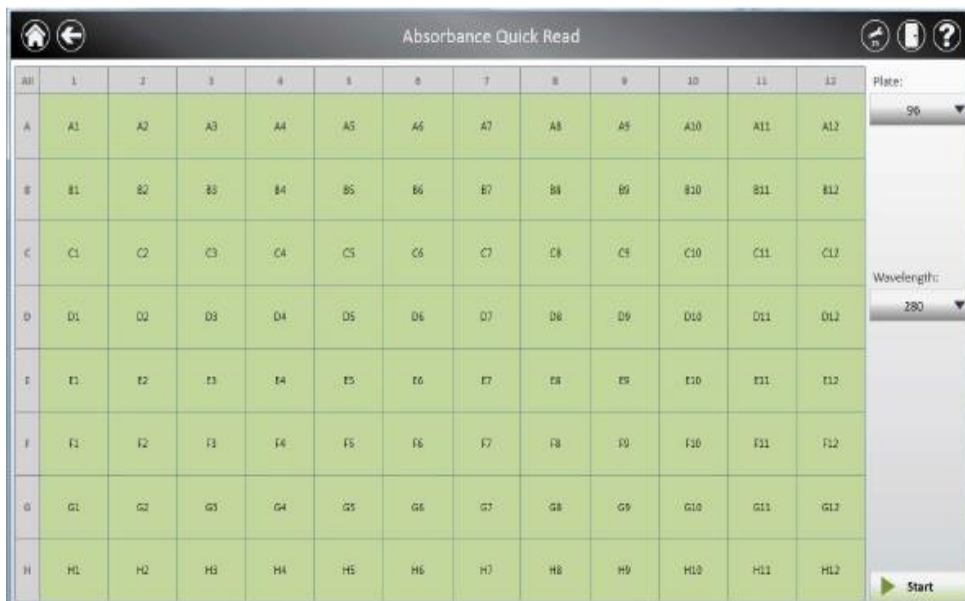 Absorbance Quick Read
All 1 2 3 4 5 6 7 8 9 10 11 12 Plate:
96
A A1 A2 A3 A4 A5 A6 A7 A8 A9 A10 A11 A12
B B1 B2 B3 B4 B5 B6 B7 B8 B9 B10 B11 B12
C C1 C2 C3 C4 C5 C6 C7 C8 C9 C10 C11 C12
Wavelength:
280
D D1 D2 D3 D4 D5 D6 D7 D8 D9 D10 D11 D12
E E1 E2 E3 E4 E5 E6 E7 E8 E9 E10 E11 E12
F F1 F2 F3 F4 F5 F6 F7 F8 F9 F10 F11 F12
G G1 G2 G3 G4 G5 G6 G7 G8 G9 G10 G11 G12
H H1 H2 H3 H4 H5 H6 H7 H8 H9 H10 H11 H12
Start